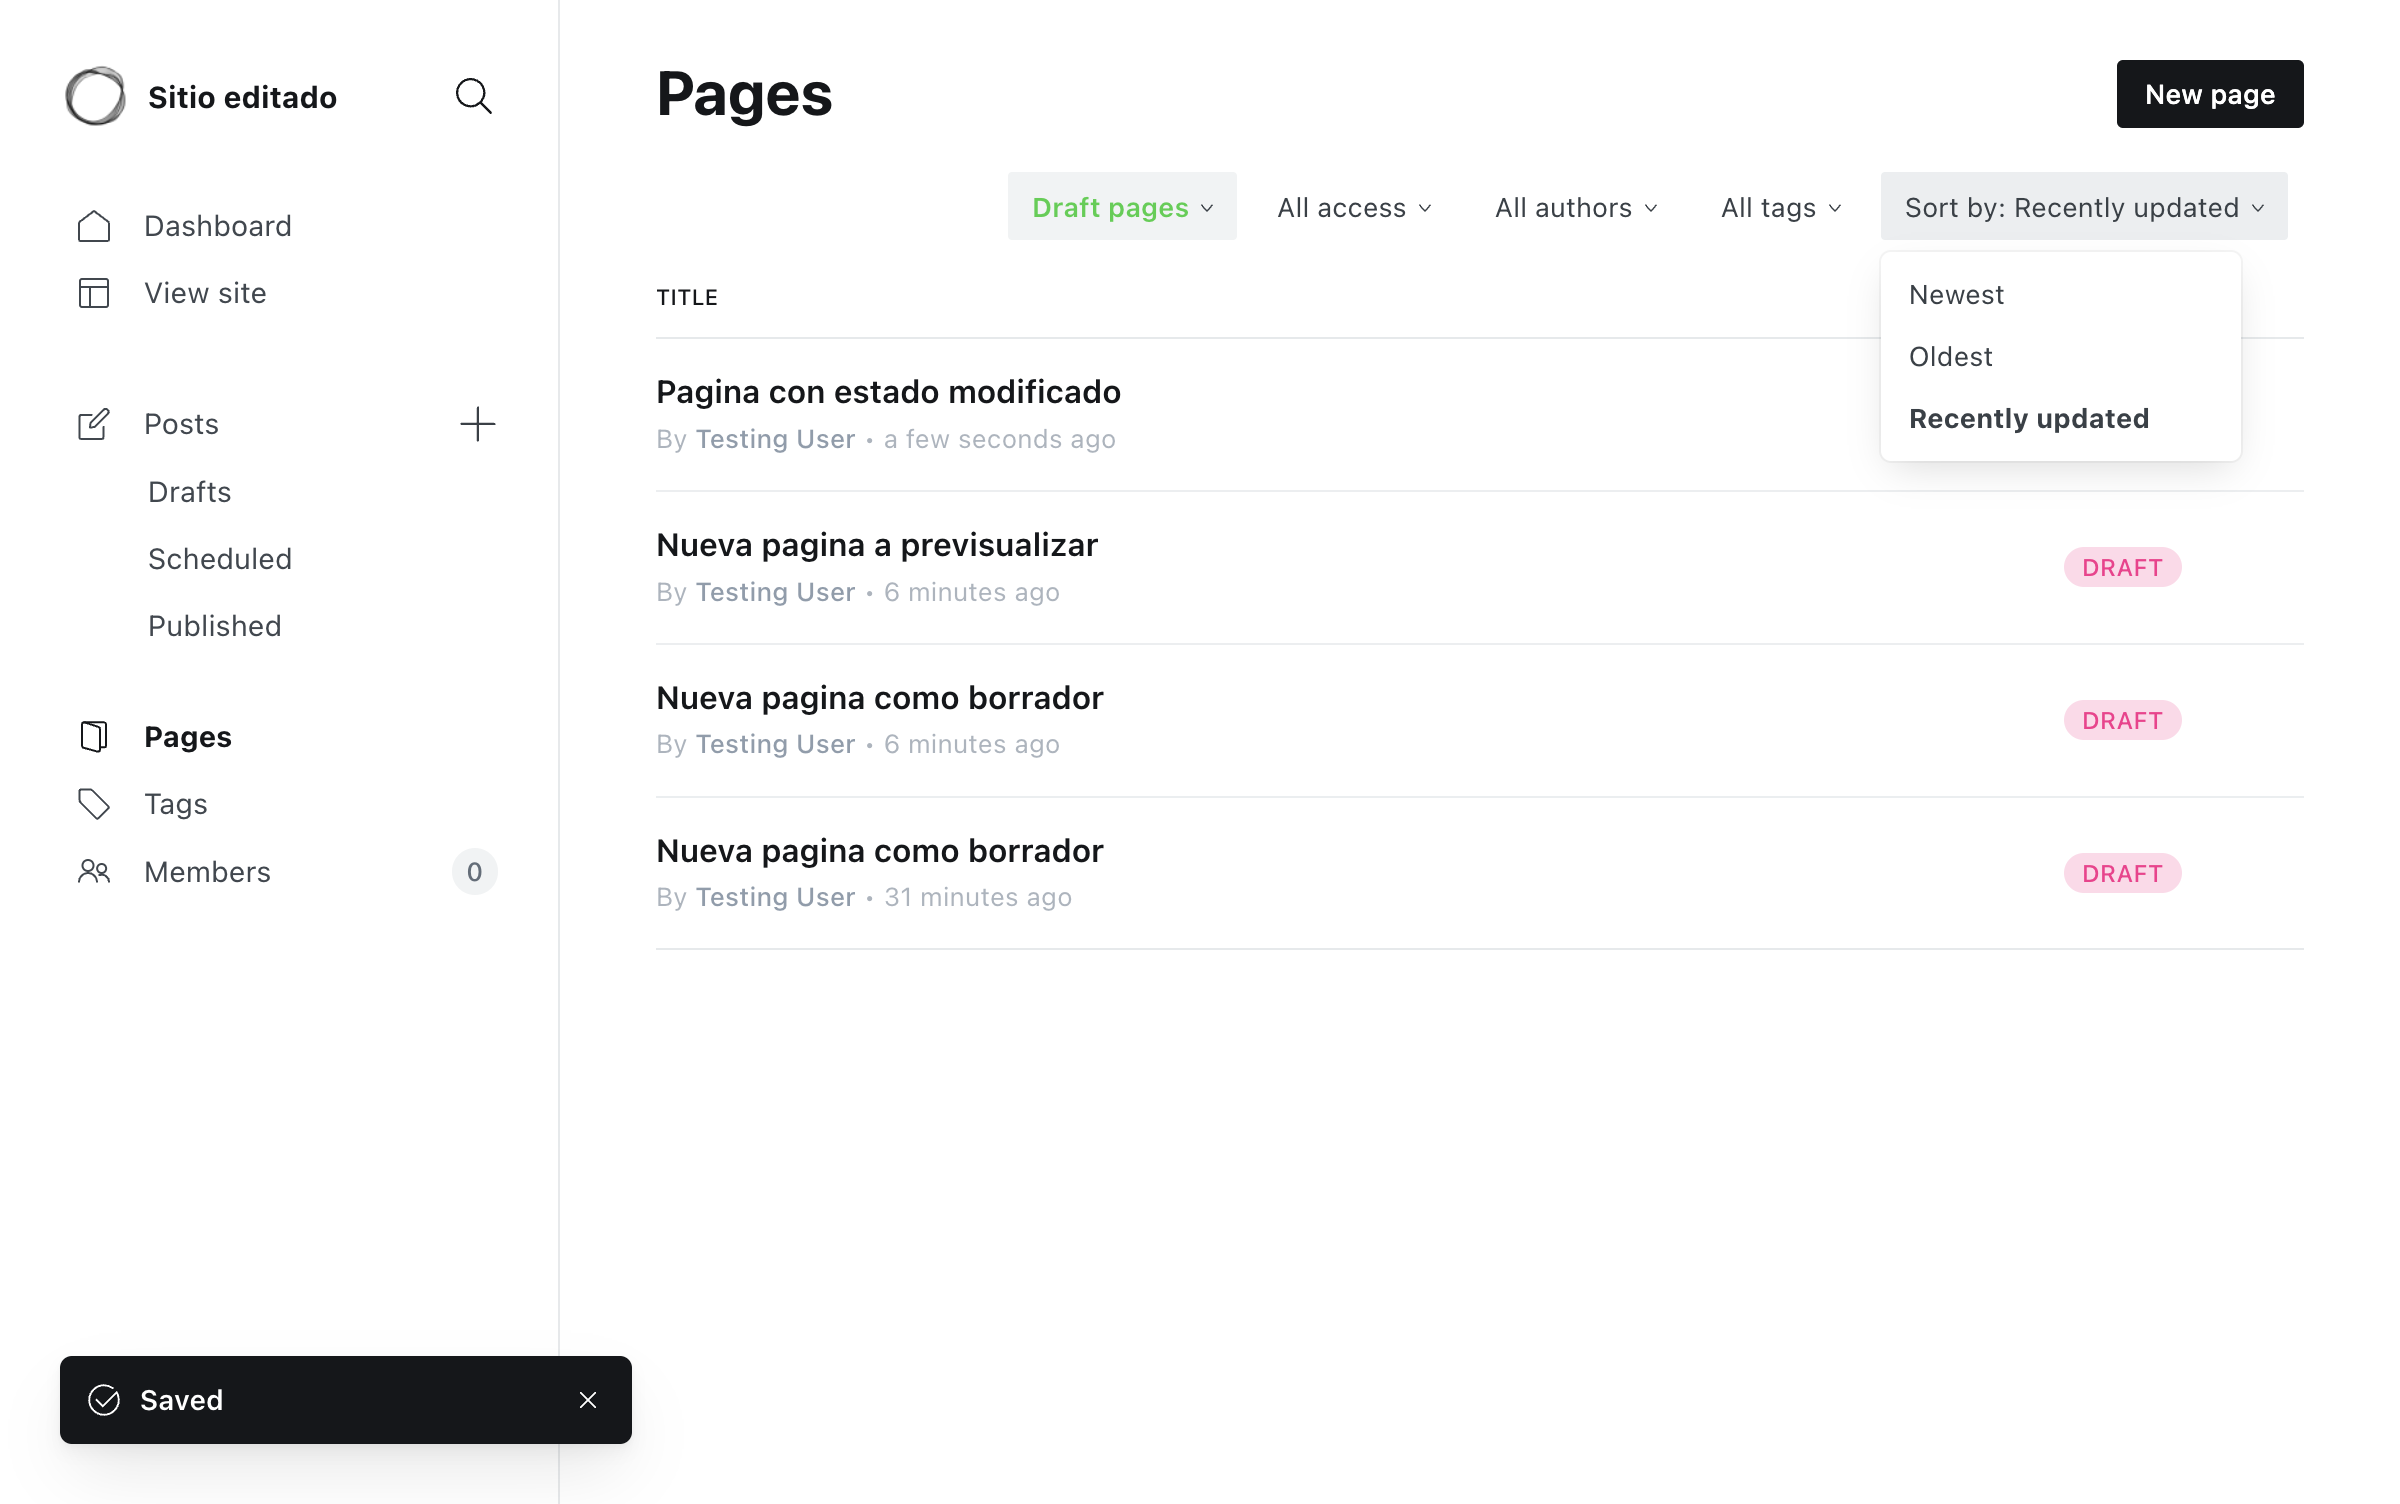 Sitio editado
Dashboard
View site
Posts
Drafts
Scheduled
Published
Pages
Tags
Members
0
Pages
New page
Draft pages
All access
All authors
All tags
Sort by: Recently updated
Newest
Oldest
Recently updated
TITLE
Pagina con estado modificado
By Testing User • a few seconds ago
Nueva pagina a previsualizar
By Testing User • 6 minutes ago
DRAFT
Nueva pagina como borrador
By Testing User • 6 minutes ago
DRAFT
Nueva pagina como borrador
By Testing User • 31 minutes ago
DRAFT
Saved